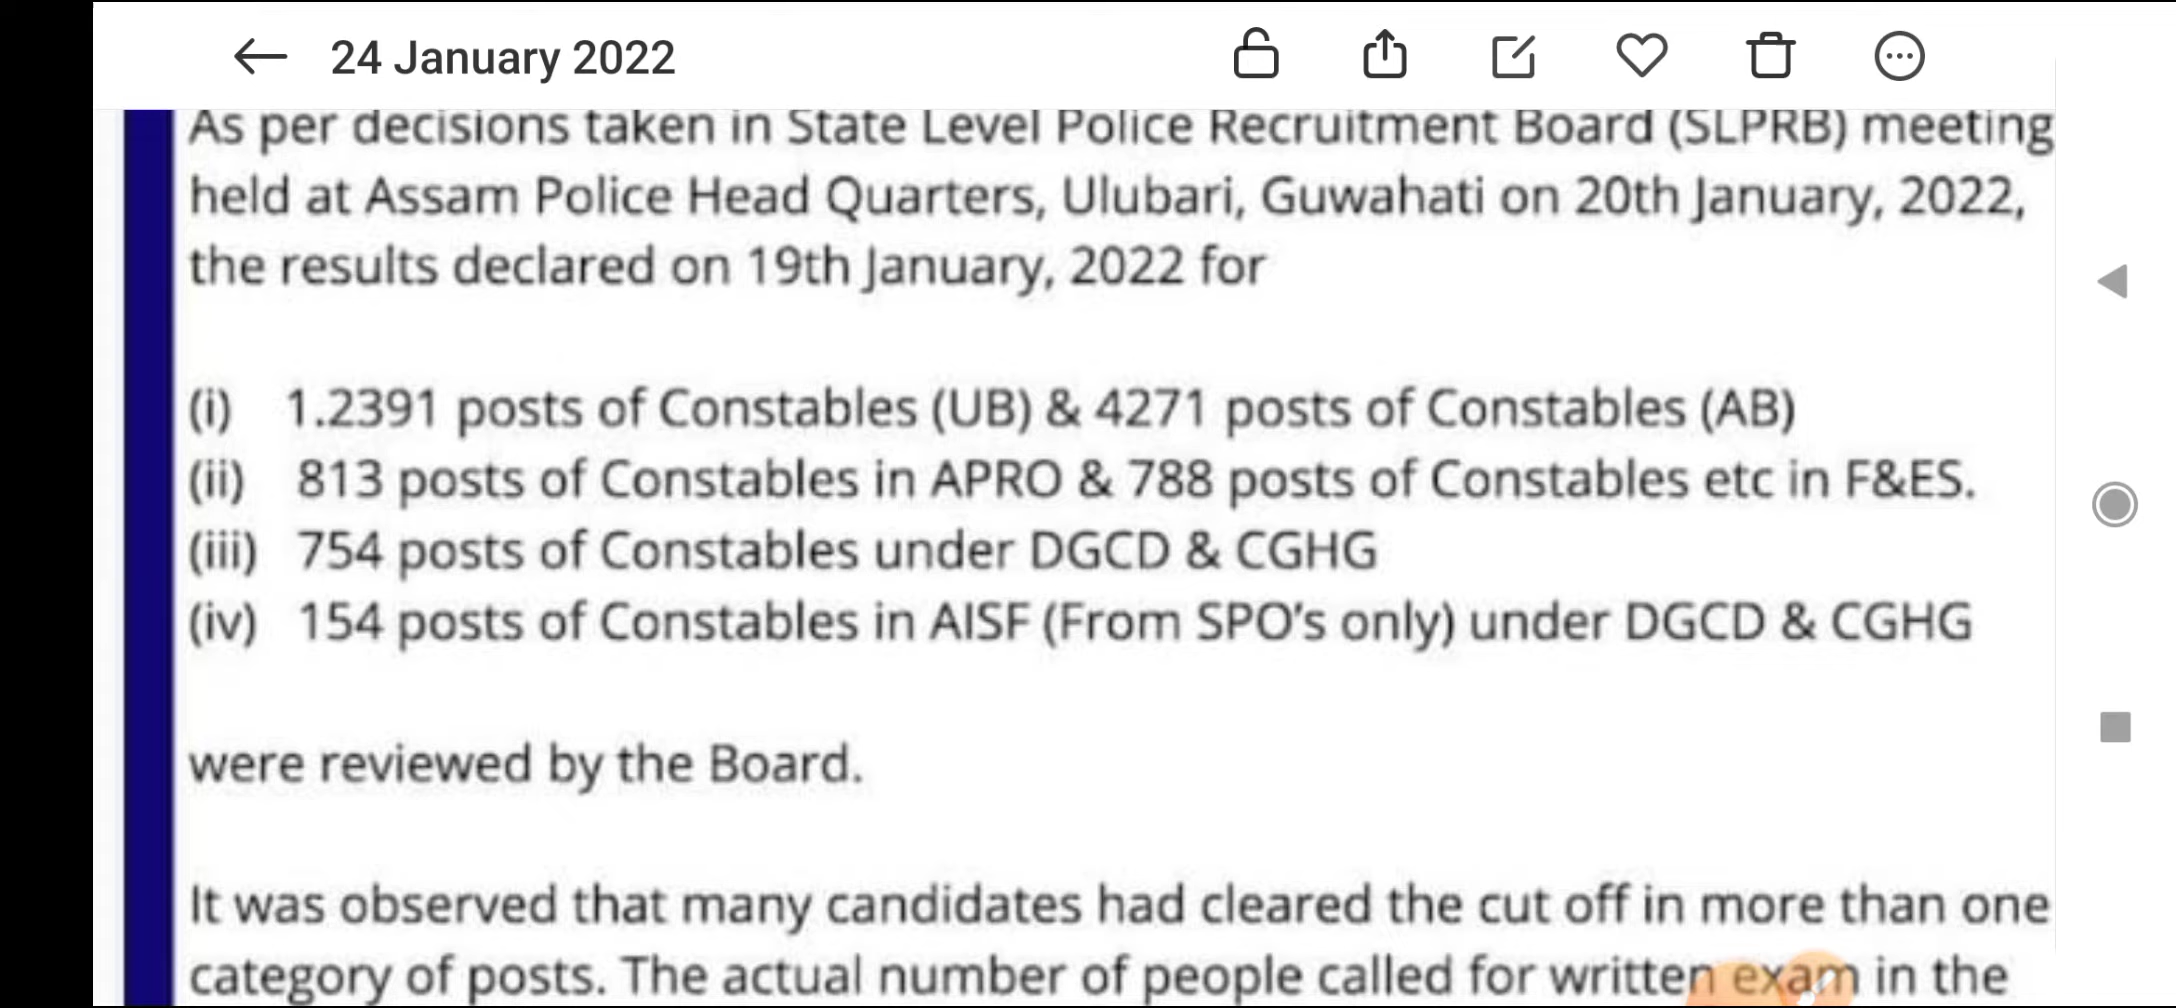 24 January 2022
As per decisions taken in State Level Police Recruitment Board (SLPRB) meeting
held at Assam Police Head Quarters, Ulubari, Guwahati on 20th January, 2022,
the results declared on 19th January, 2022 for
(i) 1.2391 posts of Constables (UB) & 4271 posts of Constables (AB)
(ii) 813 posts of Constables in APRO & 788 posts of Constables etc in F&ES.
(iii) 754 posts of Constables under DGCD & CGHG
(iv) 154 posts of Constables in AISF (From SPO's only) under DGCD & CGHG
were reviewed by the Board.
It was observed that many candidates had cleared the cut off in more than one
category of posts. The actual number of people called for written exam in the